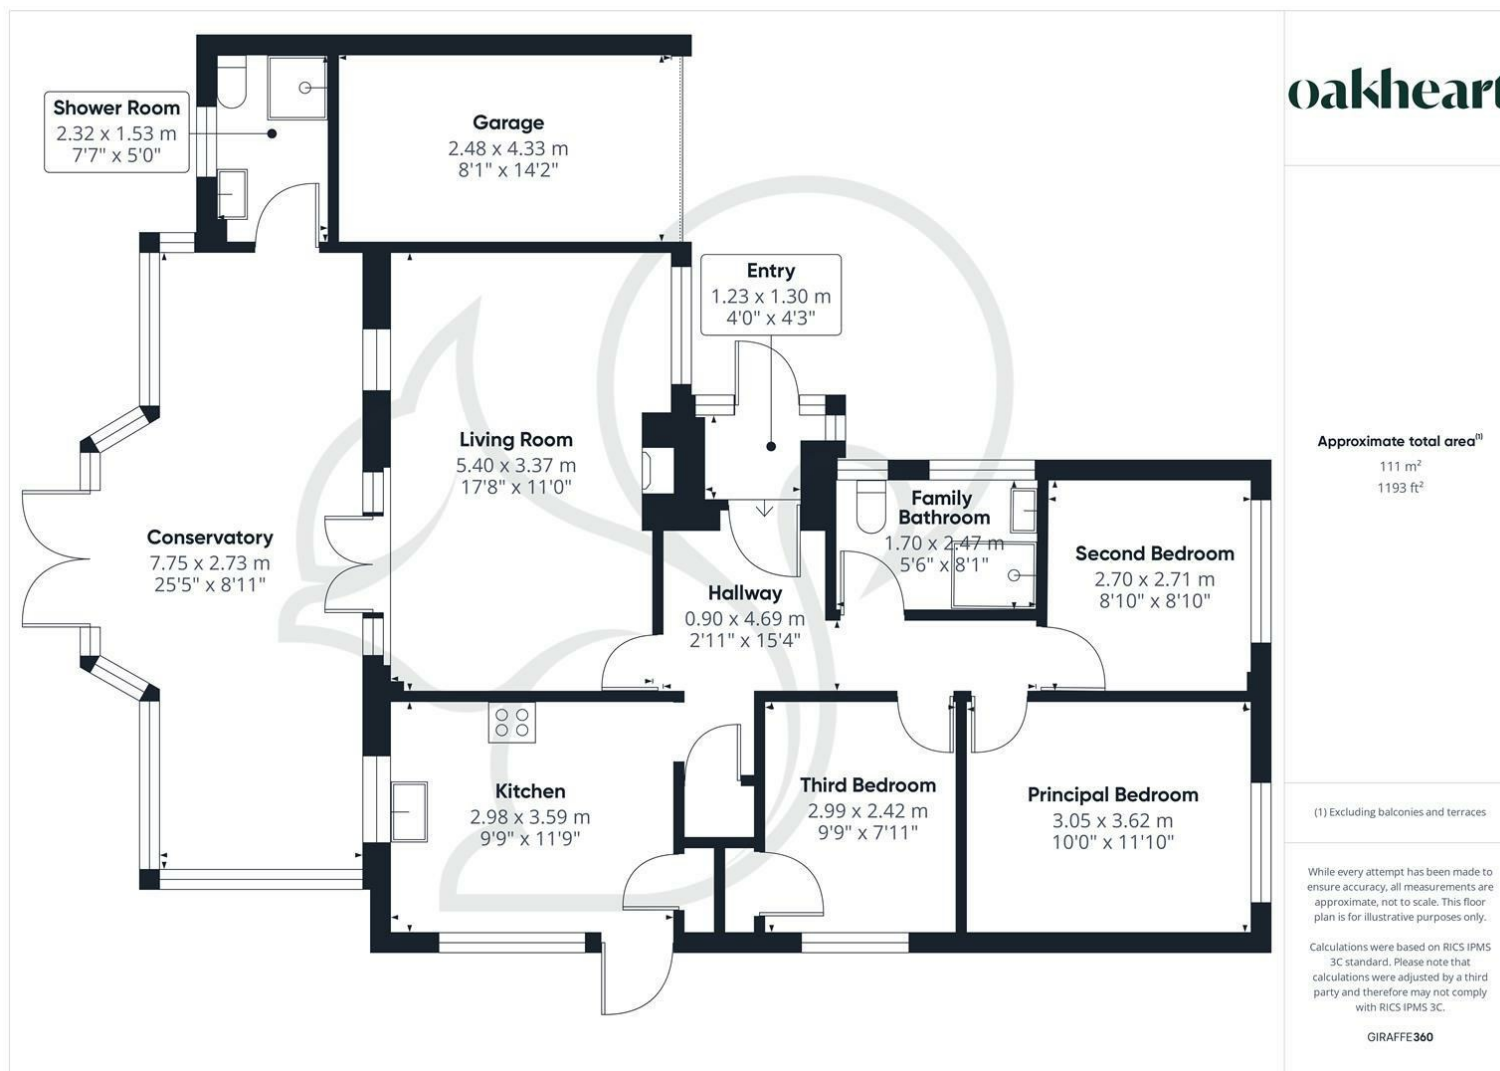 oakheart
Shower Room
2.32 x 1.53 m
7'7" x 5'0"
Garage
2.48 x 4.33 m
8'1" x 14'2"
Entry
1.23 x 1.30 m
4'0" x 4'3"
Living Room
5.40 x 3.37 m
17'8" x 11'0"
Conservatory
7.75 x 2.73 m
25'5" x 8'11"
Family
Bathroom
1.70 x 2.47 m
5'6" x 8'1"
Second Bedroom
2.70 x 2.71 m
8'10" x 8'10"
Hallway
0.90 x 4.69 m
2'11" x 15'4"
Kitchen
2.98 x 3.59 m
9'9" x 11'9"
Third Bedroom
2.99 x 2.42 m
9'9" x 7'11"
Principal Bedroom
3.05 x 3.62 m
10'0" x 11'10"
Approximate total area(1)
111 m²
1193 ft²
(1) Excluding balconies and terraces
While every attempt has been made to
ensure accuracy, all measurements are
approximate, not to scale. This floor
plan is for illustrative purposes only.
Calculations were based on RICS IPMS
3C standard. Please note that
calculations were adjusted by a third
party and therefore may not comply
with RICS IPMS 3C.
GIRAFFE360